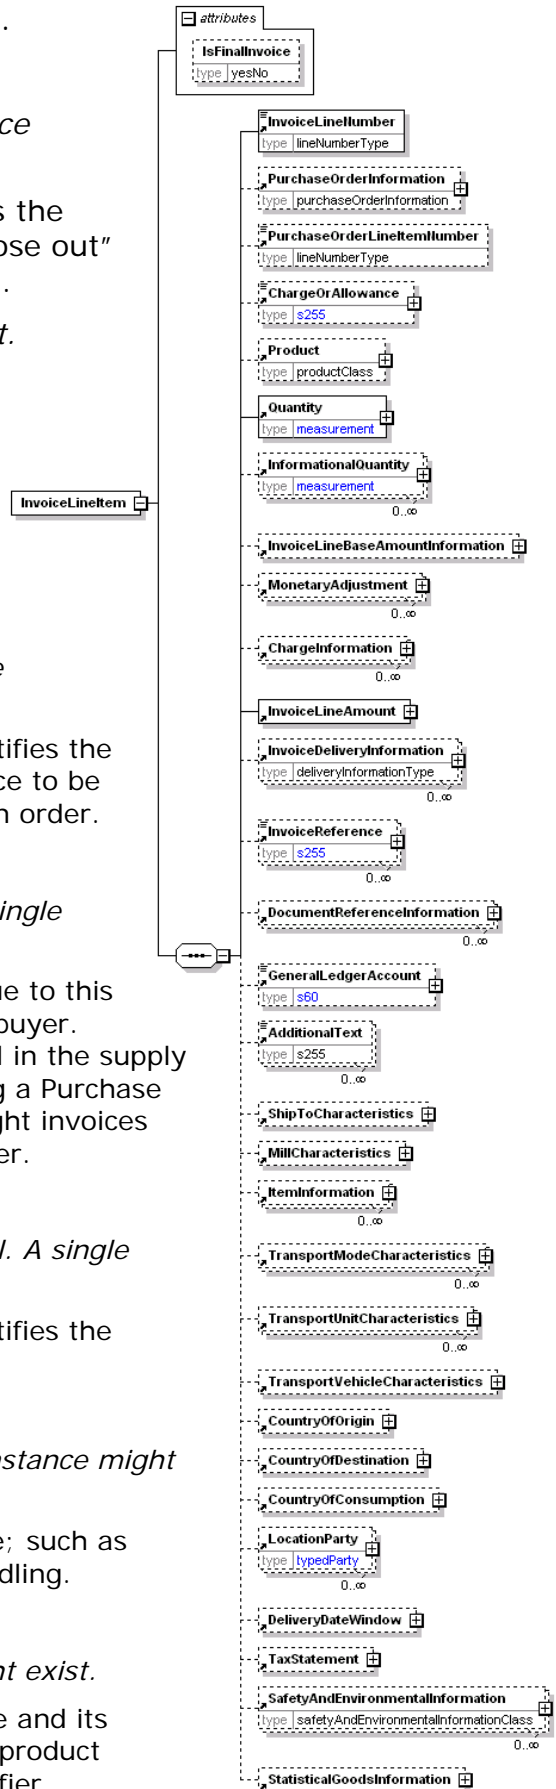 .
ce
s the
ose out"
.
t.
e
tifies the
ce to be
n order.
ingle
ue to this
buyer.
l in the supply
g a Purchase
ght invoices
er.
l. A single
tifies the
nstance might
e; such as
dling.
nt exist.
e and its
product
fier
attributes
IsFinalInvoice
type yesNo
InvoiceLineItem
InvoiceLineNumber
type lineNumberType
PurchaseOrderInformation
type purchaseOrderInformation
PurchaseOrderLineItemNumber
type lineNumberType
ChargeOrAllowance
type s255
Product
type productClass
Quantity
type measurement
InformationalQuantity
type measurement
0..∞
InvoiceLineBaseAmountInformation
MonetaryAdjustment
0..∞
ChargeInformation
0..∞
InvoiceLineAmount
InvoiceDeliveryInformation
type deliveryInformationType
0..∞
InvoiceReference
type s255
0..∞
DocumentReferenceInformation
0..∞
GeneralLedgerAccount
type s60
AdditionalText
type s255
0..∞
ShipToCharacteristics
MillCharacteristics
ItemInformation
0..∞
TransportModeCharacteristics
0..∞
TransportUnitCharacteristics
0..∞
TransportVehicleCharacteristics
CountryOfOrigin
CountryOfDestination
CountryOfConsumption
LocationParty
type typedParty
0..∞
DeliveryDateWindow
TaxStatement
SafetyAndEnvironmentalInformation
type safetyAndEnvironmentalInformationClass
0..∞
StatisticalGoodsInformation